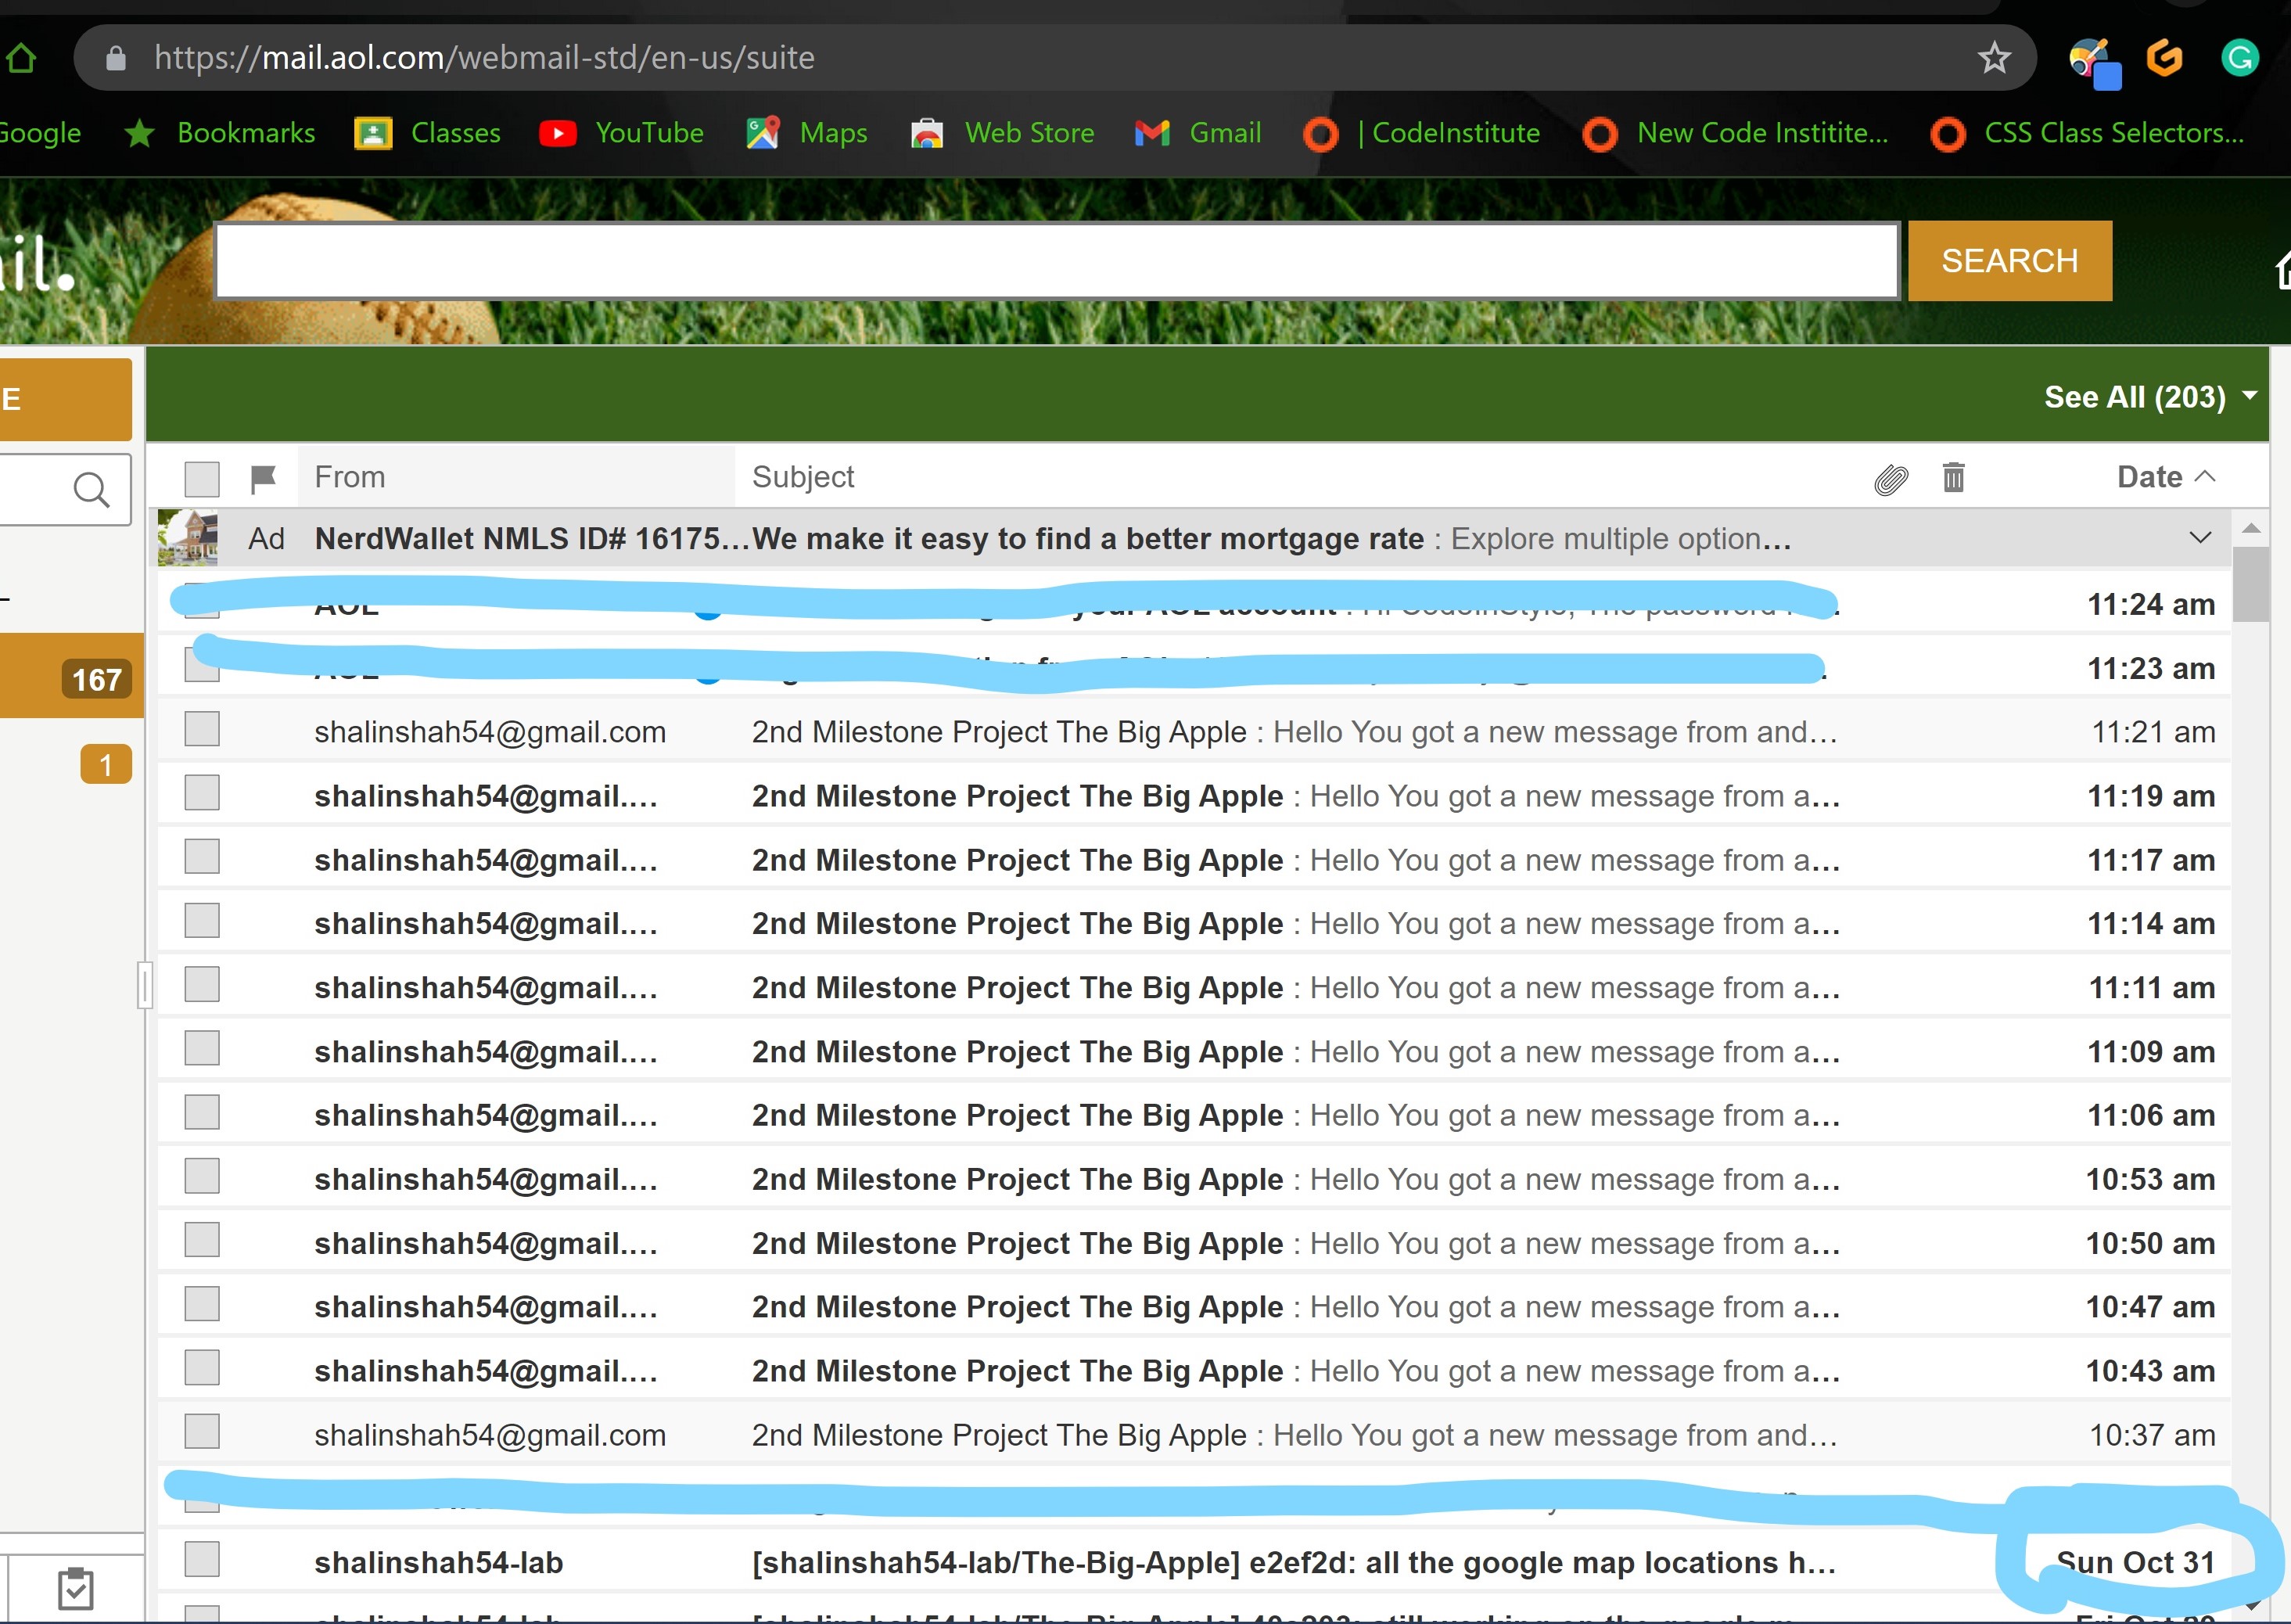 https://mail.aol.com/webmail-std/en-us/suite
Google Bookmarks Classes YouTube Maps Web Store Gmail | CodeInstitute New Code Institite... CSS Class Selectors...
il.
SEARCH
E
See All (203)
From Subject Date
Ad NerdWallet NMLS ID# 16175... We make it easy to find a better mortgage rate : Explore multiple option...
AOL your AOL account : Hi CodeInStyle, The password 11:24 am
AOL 11:23 am
167
shalinshah54@gmail.com 2nd Milestone Project The Big Apple : Hello You got a new message from and... 11:21 am
1
shalinshah54@gmail.... 2nd Milestone Project The Big Apple : Hello You got a new message from a... 11:19 am
shalinshah54@gmail.... 2nd Milestone Project The Big Apple : Hello You got a new message from a... 11:17 am
shalinshah54@gmail.... 2nd Milestone Project The Big Apple : Hello You got a new message from a... 11:14 am
shalinshah54@gmail.... 2nd Milestone Project The Big Apple : Hello You got a new message from a... 11:11 am
shalinshah54@gmail.... 2nd Milestone Project The Big Apple : Hello You got a new message from a... 11:09 am
shalinshah54@gmail.... 2nd Milestone Project The Big Apple : Hello You got a new message from a... 11:06 am
shalinshah54@gmail.... 2nd Milestone Project The Big Apple : Hello You got a new message from a... 10:53 am
shalinshah54@gmail.... 2nd Milestone Project The Big Apple : Hello You got a new message from a... 10:50 am
shalinshah54@gmail.... 2nd Milestone Project The Big Apple : Hello You got a new message from a... 10:47 am
shalinshah54@gmail.... 2nd Milestone Project The Big Apple : Hello You got a new message from a... 10:43 am
shalinshah54@gmail.com 2nd Milestone Project The Big Apple : Hello You got a new message from and... 10:37 am
shalinshah54-lab [shalinshah54-lab/The-Big-Apple] e2ef2d: all the google map locations h... Sun Oct 31
shalinshah54-lab [shalinshah54-lab/The-Big-Apple] still working on the google m...